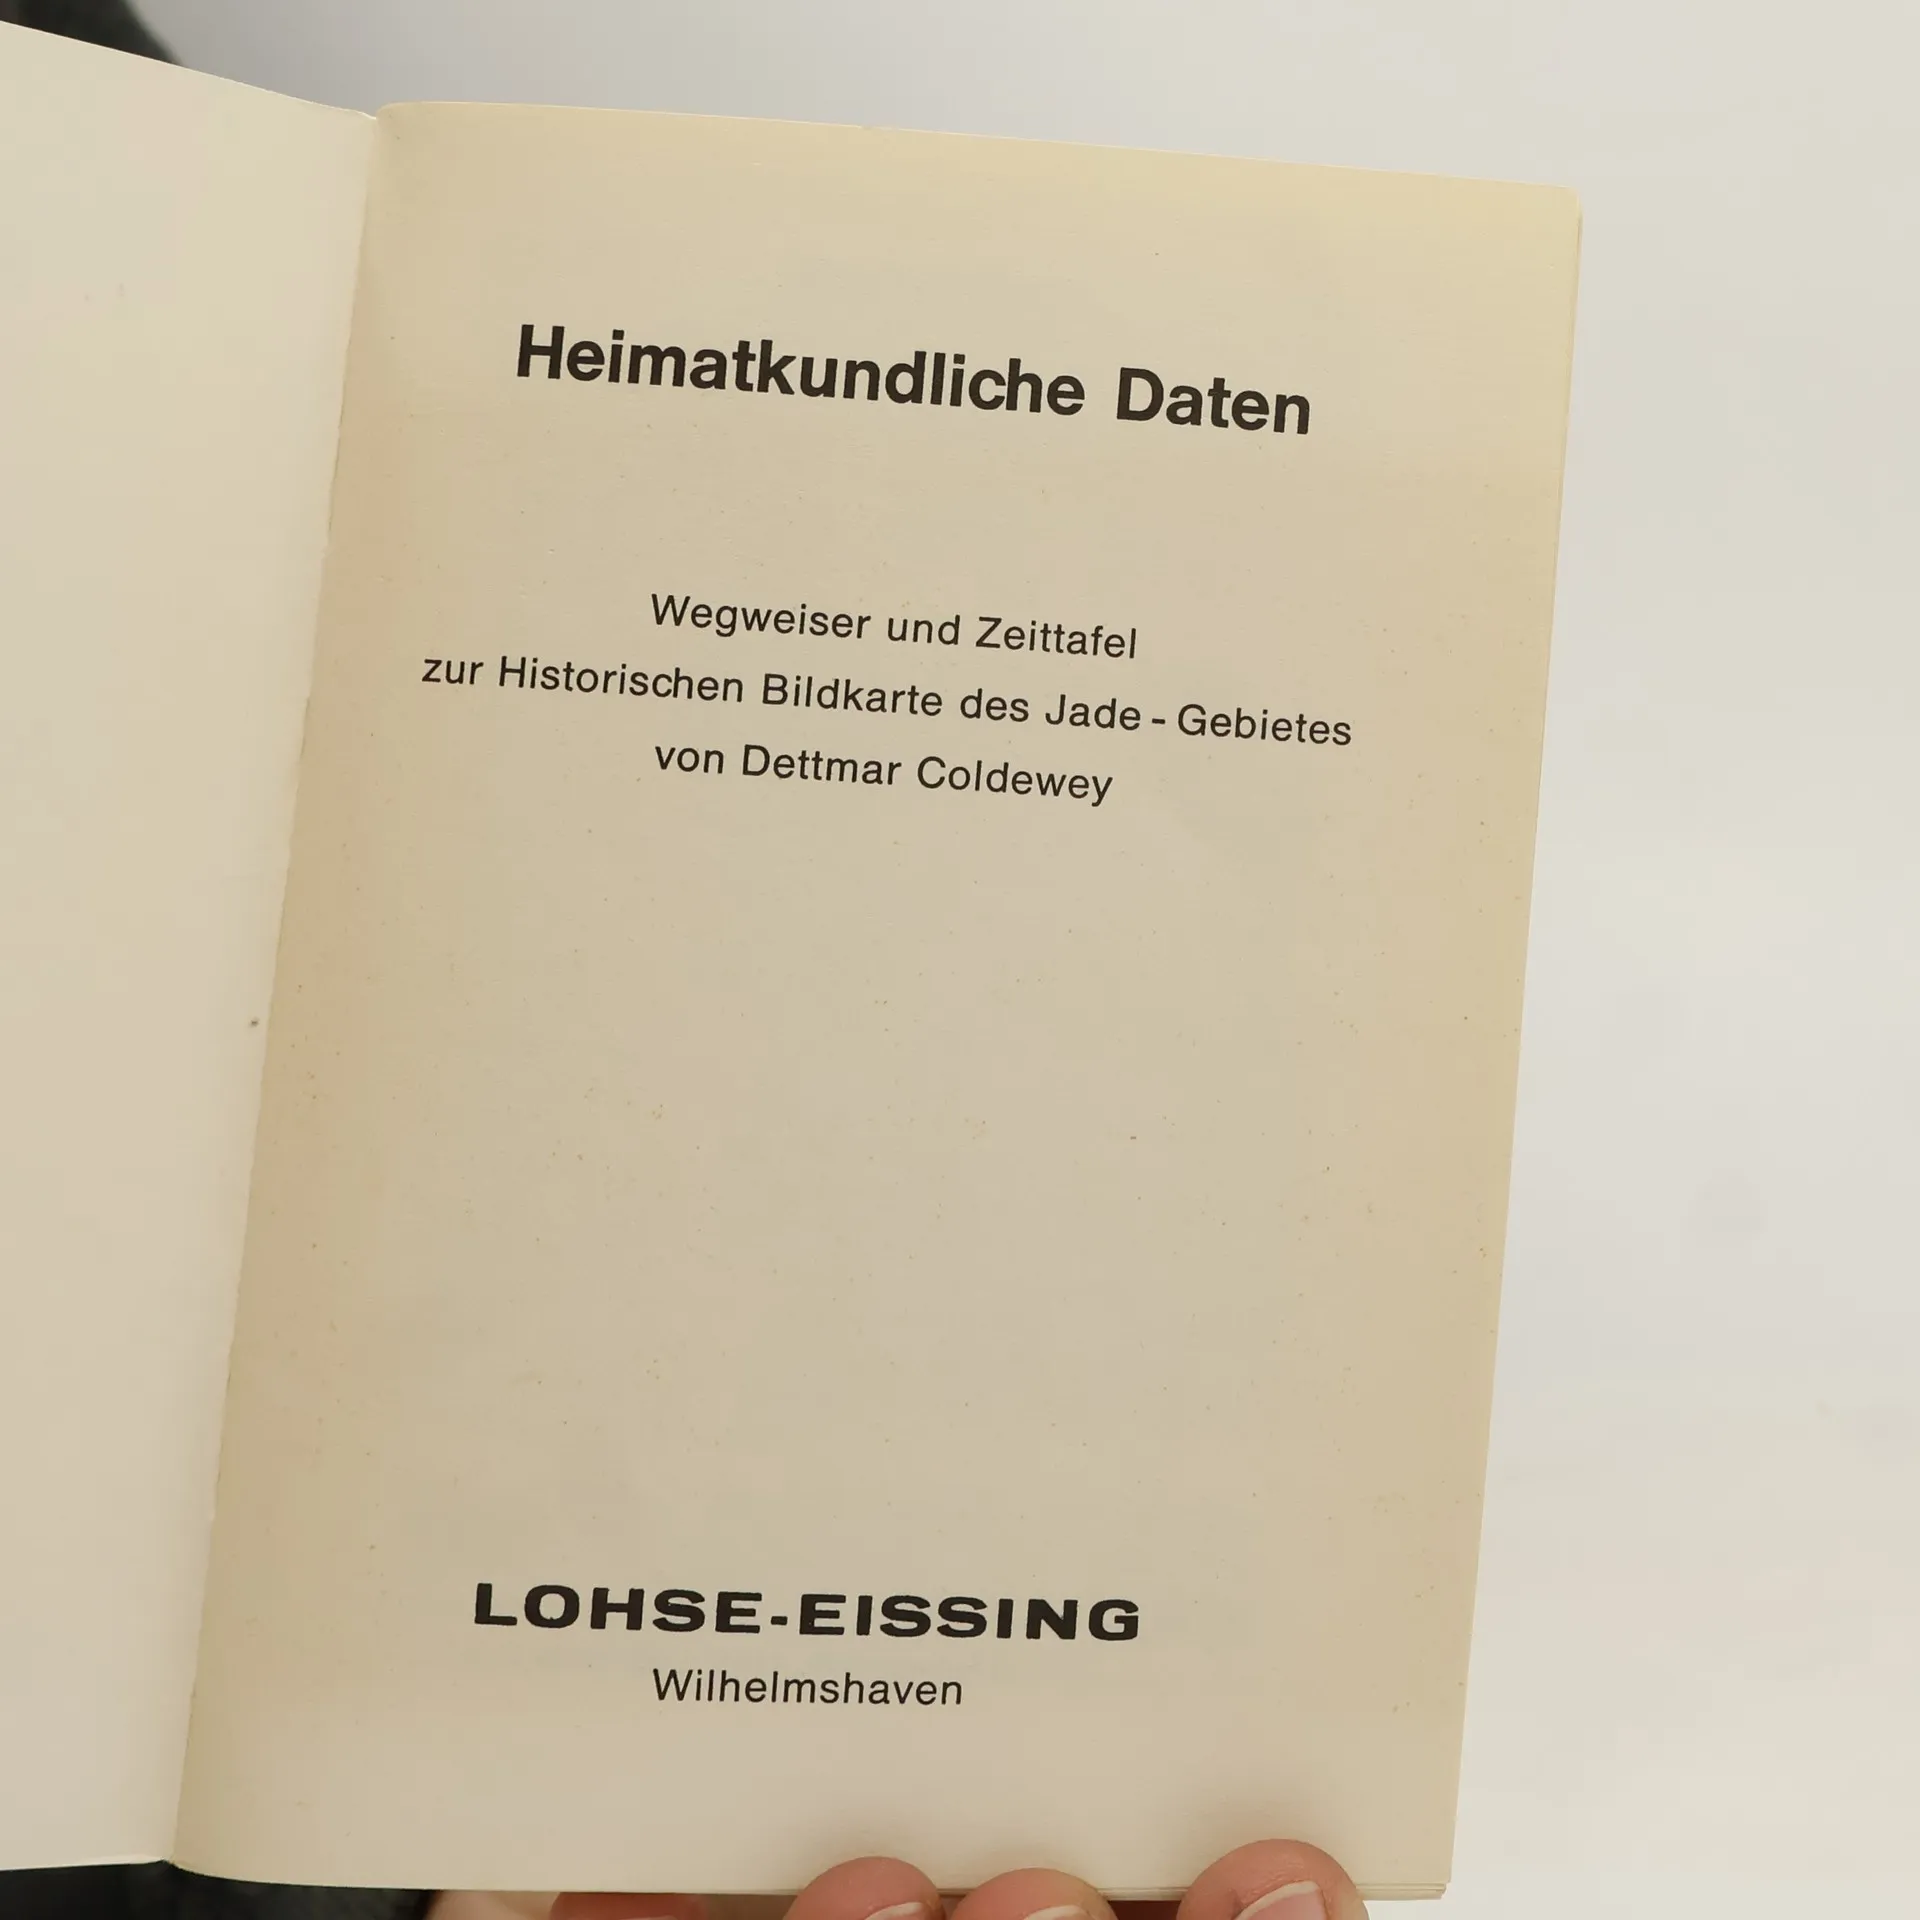 Heimatkundliche Daten
Wegweiser und Zeittafel
zur Historischen Bildkarte des Jade-Gebietes
von Dettmar Coldewey
LOHSE-EISSING
Wilhelmshaven